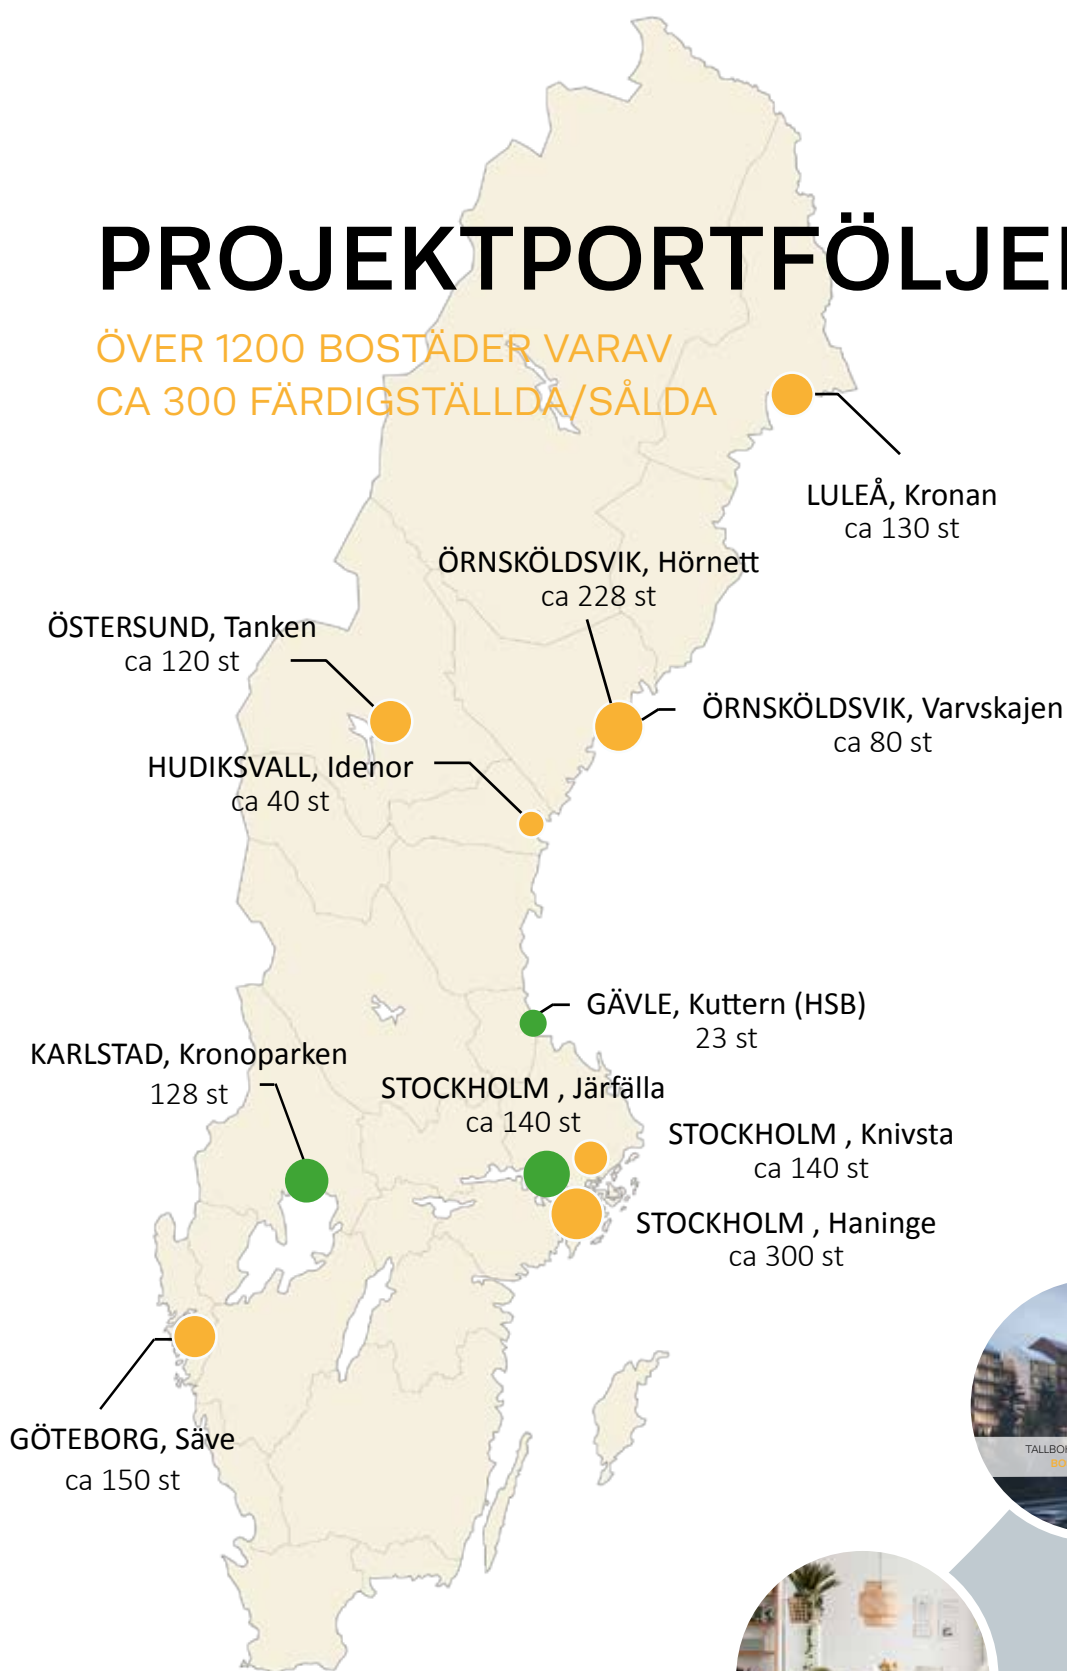 PROJEKTPORTFÖLJE
ÖVER 1200 BOSTÄDER VARAV
CA 300 FÄRDIGSTÄLLDA/SÅLDA
LULEÅ, Kronan
ca 130 st
ÖRNSKÖLDSVIK, Hörnett
ca 228 st
ÖSTERSUND, Tanken
ca 120 st
ÖRNSKÖLDSVIK, Varvskajen
ca 80 st
HUDIKSVALL, Idenor
ca 40 st
GÄVLE, Kuttern (HSB)
23 st
KARLSTAD, Kronoparken
128 st
STOCKHOLM , Järfälla
ca 140 st
STOCKHOLM , Knivsta
ca 140 st
STOCKHOLM , Haninge
ca 300 st
GÖTEBORG, Säve
ca 150 st